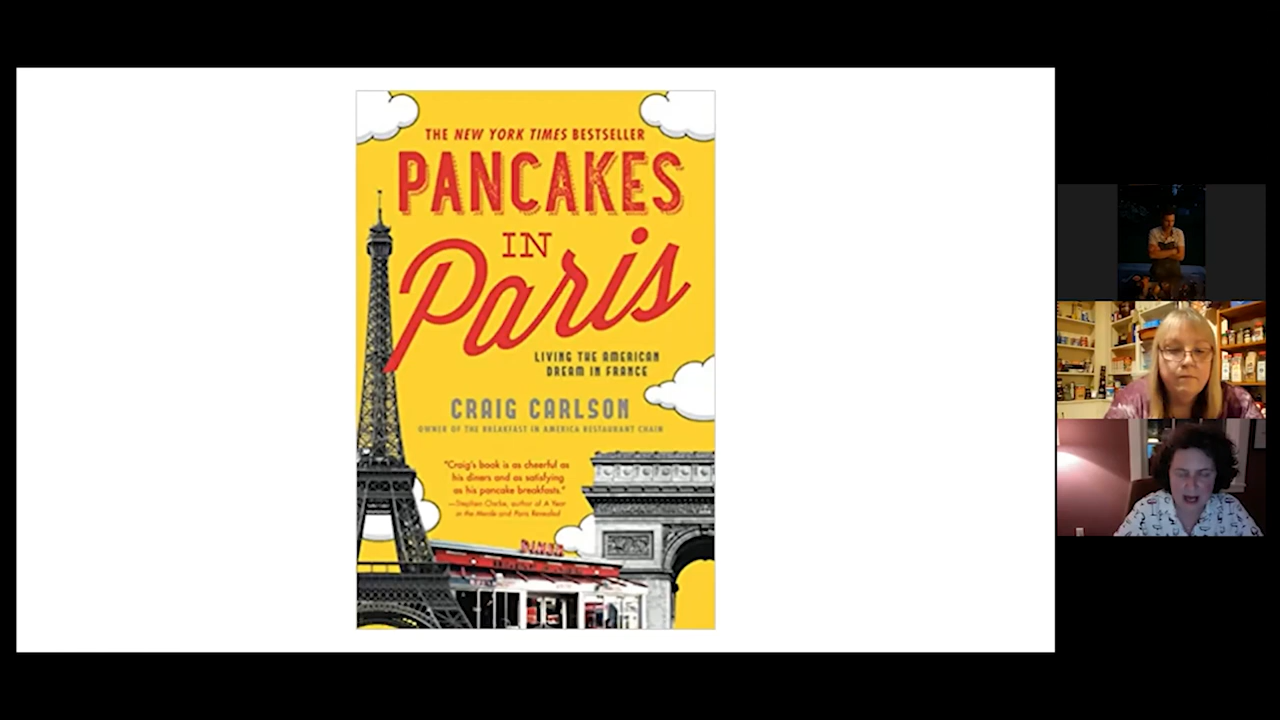 THE NEW YORK TIMES BESTSELLER
PANCAKES
IN
Paris
LIVING THE AMERICAN
DREAM IN FRANCE
CRAIG CARLSON
OWNER OF THE BREAKFAST IN AMERICA RESTAURANT CHAIN
"Craig's book is as cheerful as
his diners and as satisfying
as his pancake breakfasts."
—Stephen Clarke, author of A Year
in the Merde and Paris Revealed
DINER